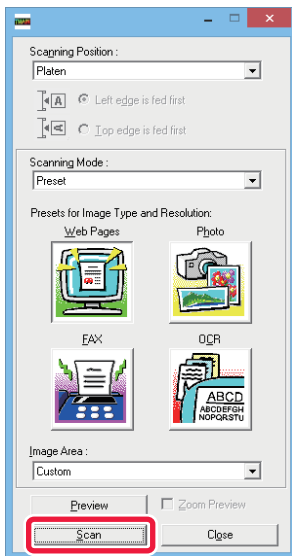 Scanning Position :
Platen
A Left edge is fed first
A Top edge is fed first
Scanning Mode :
Preset
Presets for Image Type and Resolution:
Web Pages Photo
FAX OCR
ABCD
ABCDEFGH
NOPQRSTU
Image Area :
Custom
Preview Zoom Preview
Scan Close